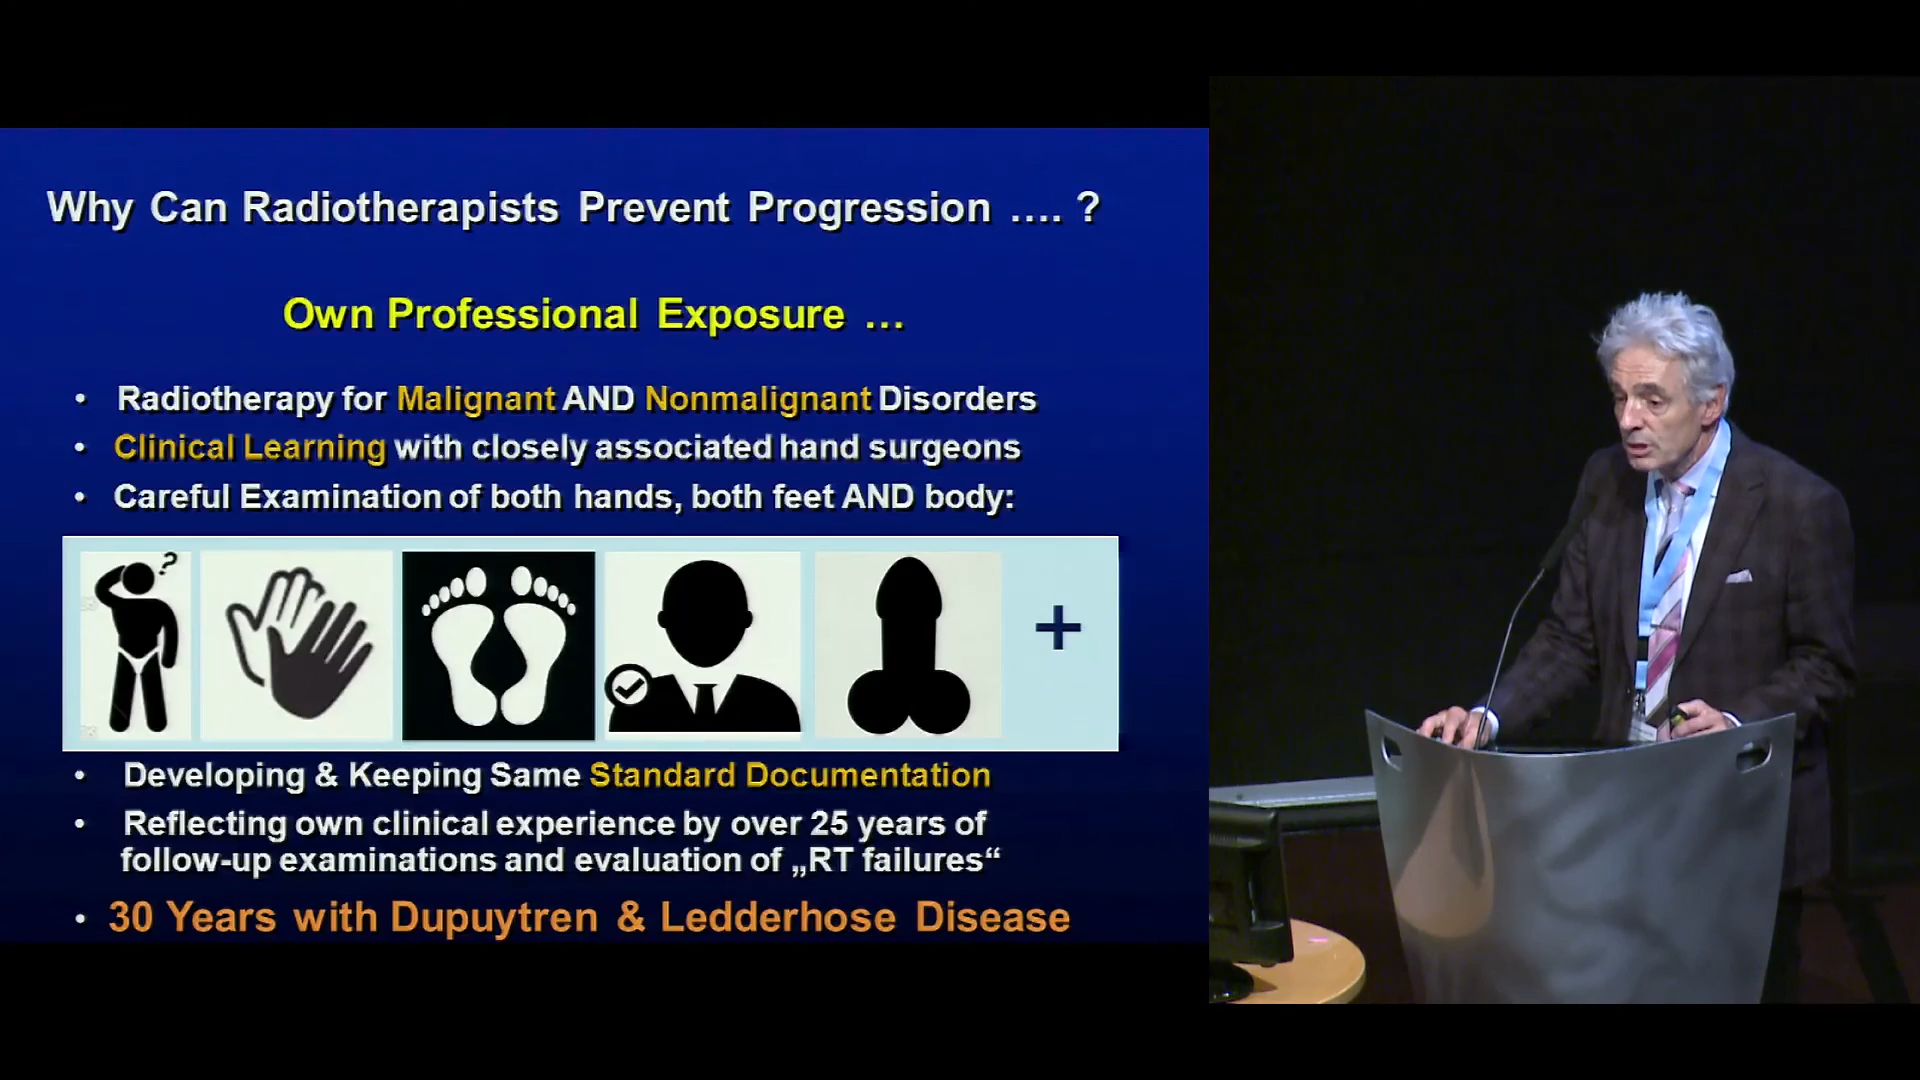 Why Can Radiotherapists Prevent Progression .... ?
Own Professional Exposure ...
• Radiotherapy for Malignant AND Nonmalignant Disorders
• Clinical Learning with closely associated hand surgeons
• Careful Examination of both hands, both feet AND body:
?
+
• Developing & Keeping Same Standard Documentation
• Reflecting own clinical experience by over 25 years of
follow-up examinations and evaluation of „RT failures“
• 30 Years with Dupuytren & Ledderhose Disease